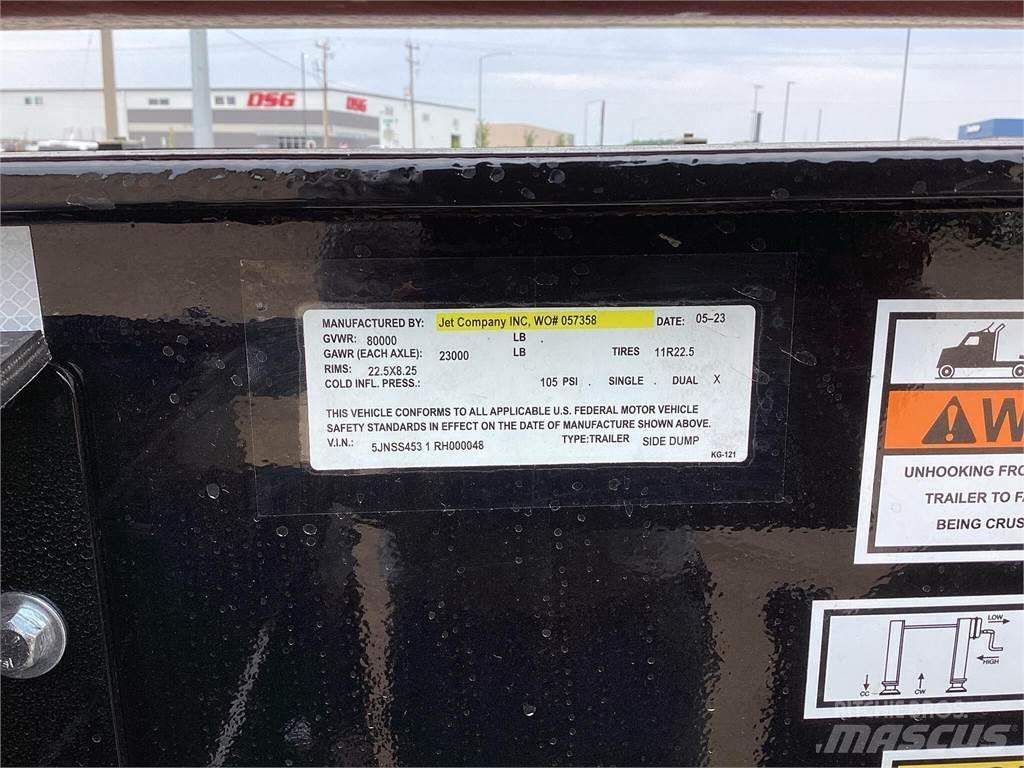 DSG
DSG
MANUFACTURED BY: Jet Company INC, WO# 057358 DATE: 05-23
GVWR: 80000 LB .
GAWR (EACH AXLE): 23000 LB TIRES 11R22.5
RIMS: 22.5X8.25
COLD INFL. PRESS.: 105 PSI . SINGLE . DUAL X
THIS VEHICLE CONFORMS TO ALL APPLICABLE U.S. FEDERAL MOTOR VEHICLE
SAFETY STANDARDS IN EFFECT ON THE DATE OF MANUFACTURE SHOWN ABOVE.
V.I.N.: 5JNSS453 1 RH000048 TYPE:TRAILER SIDE DUMP
KG-121
W
UNHOOKING
TRAILER TO
BEING
LOW
HIGH
CC
CW
RITCHIE BROS.
MASCUS